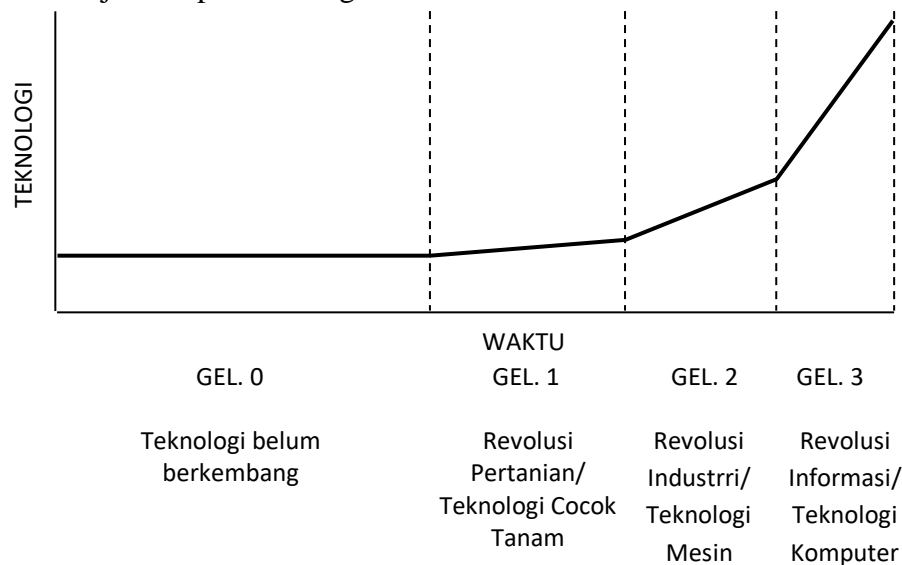 TEKNOLOGI
WAKTU
GEL. 0
GEL. 1
GEL. 2
GEL. 3
Teknologi belum
berkembang
Revolusi
Pertanian/
Teknologi Cocok
Tanam
Revolusi
Industrri/
Teknologi
Mesin
Revolusi
Informasi/
Teknologi
Komputer